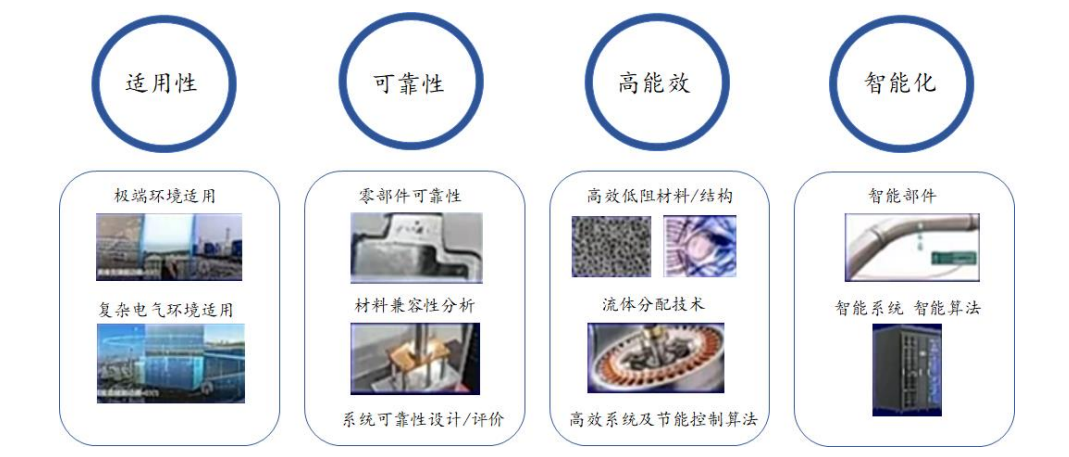 适用性
可靠性
高能效
智能化
极端环境适用
复杂电气环境适用
零部件可靠性
材料兼容性分析
系统可靠性设计/评价
高效低阻材料/结构
流体分配技术
高效系统及节能控制算法
智能部件
智能系统 智能算法